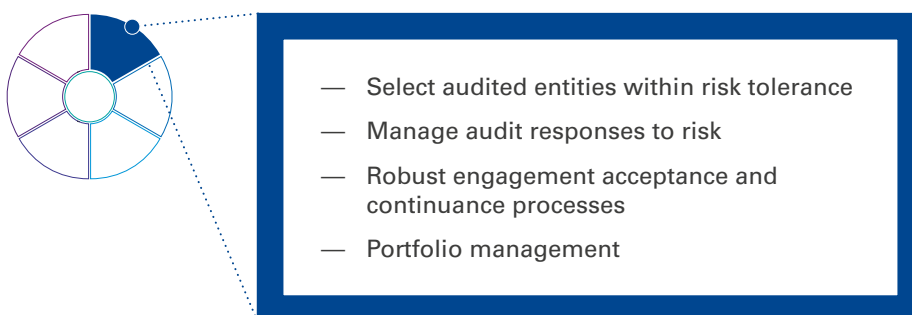 — Select audited entities within risk tolerance
— Manage audit responses to risk
— Robust engagement acceptance and
continuance processes
— Portfolio management